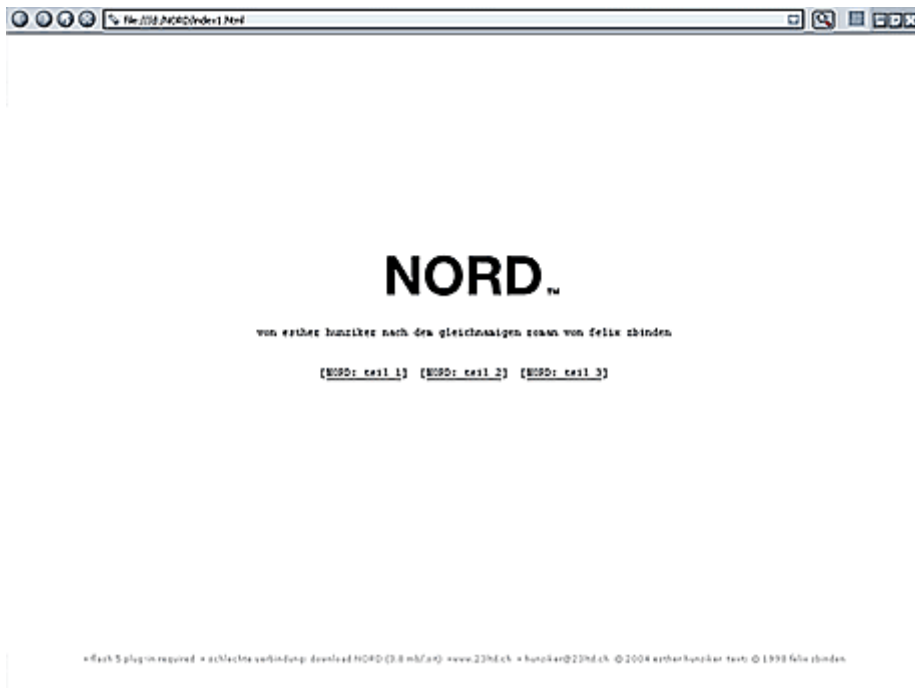 file:///d:/NORD/index1.html
NORD™
von esther hunziker nach dem gleichnamigen roman von felix zbinden
[NORD: teil 1] [NORD: teil 2] [NORD: teil 3]
flash 5 plug-in required schlechte verbindung: download NORD (3.8 mb/.sit) www.23hd.ch hunziker@23hd.ch © 2004 esther hunziker text: © 1998 felix zbinden